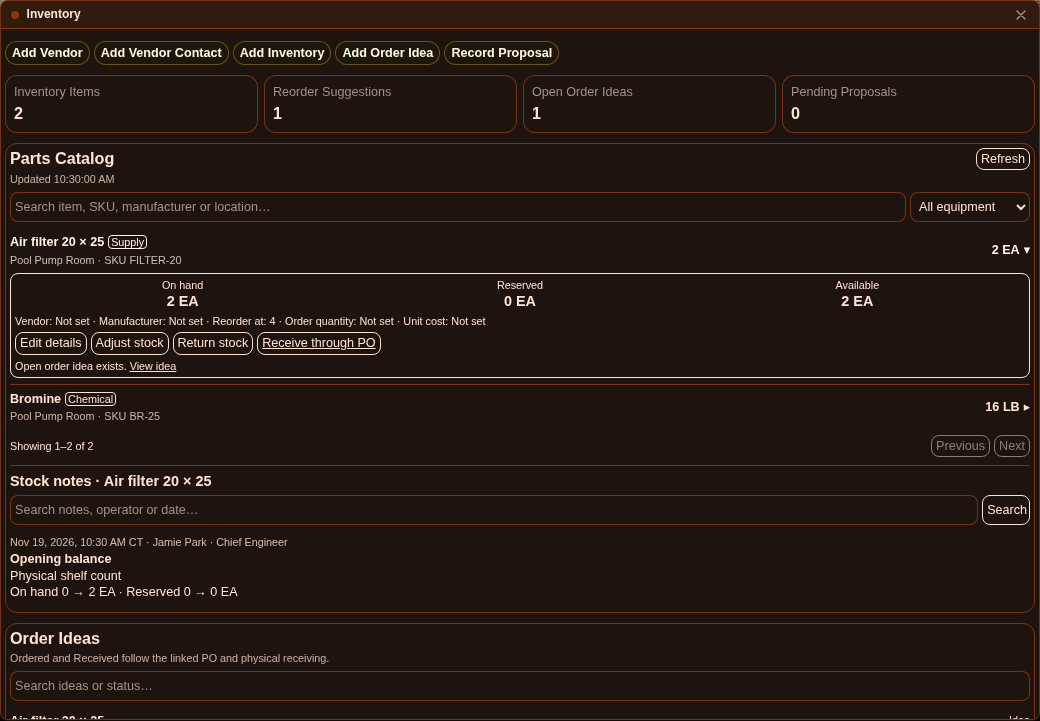 Inventory
Add Vendor Add Vendor Contact Add Inventory Add Order Idea Record Proposal
Inventory Items Reorder Suggestions Open Order Ideas Pending Proposals
2 1 1 0
Parts Catalog Refresh
Updated 10:30:00 AM
Search item, SKU, manufacturer or location… All equipment
Air filter 20 × 25 Supply 2 EA ▾
Pool Pump Room · SKU FILTER-20
On hand Reserved Available
2 EA 0 EA 2 EA
Vendor: Not set · Manufacturer: Not set · Reorder at: 4 · Order quantity: Not set · Unit cost: Not set
Edit details Adjust stock Return stock Receive through PO
Open order idea exists. View idea
Bromine Chemical 16 LB ▸
Pool Pump Room · SKU BR-25
Showing 1–2 of 2 Previous Next
Stock notes · Air filter 20 × 25
Search notes, operator or date… Search
Nov 19, 2026, 10:30 AM CT · Jamie Park · Chief Engineer
Opening balance
Physical shelf count
On hand 0 → 2 EA · Reserved 0 → 0 EA
Order Ideas
Ordered and Received follow the linked PO and physical receiving.
Search ideas or status…
Air filter 20 × 25 Idea